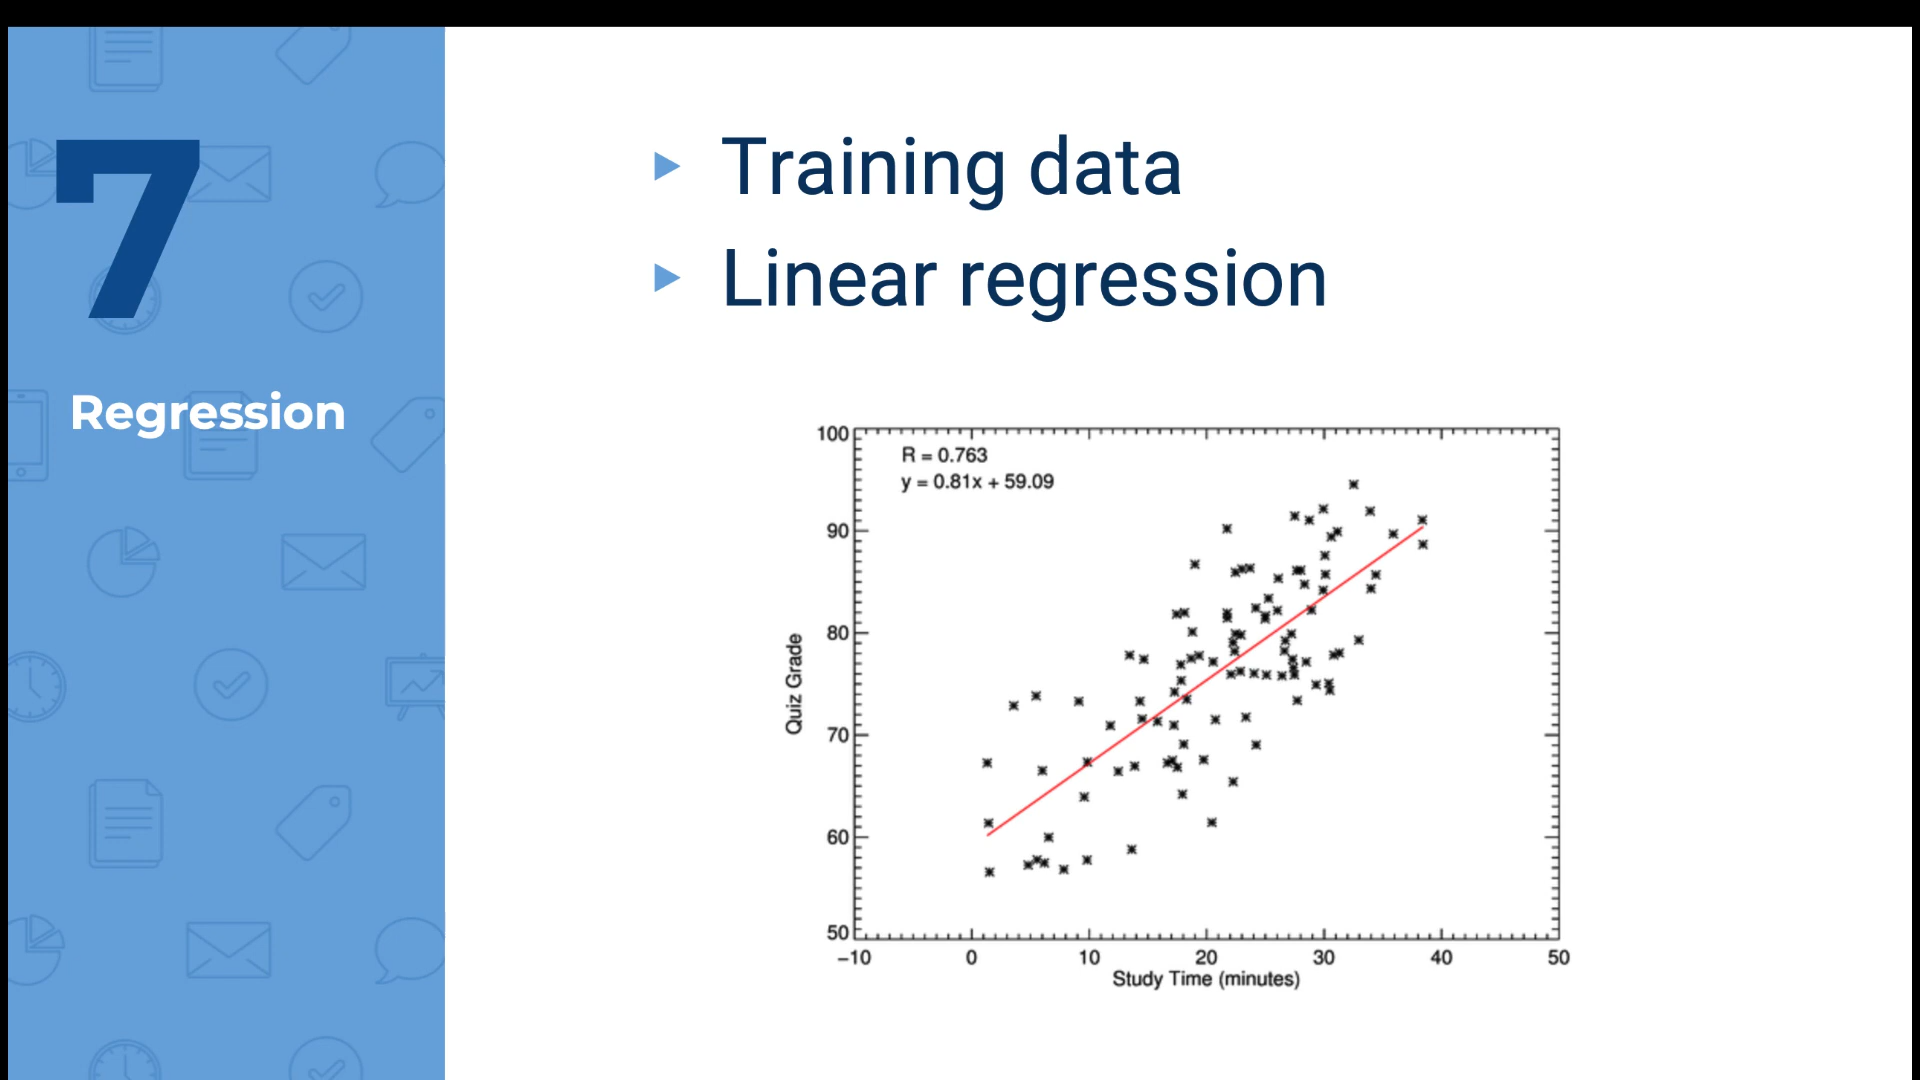 7
Regression
Training data
Linear regression
R = 0.763
y = 0.81x + 59.09
100
90
80
70
60
50
Quiz Grade
−10 0 10 20 30 40 50
Study Time (minutes)